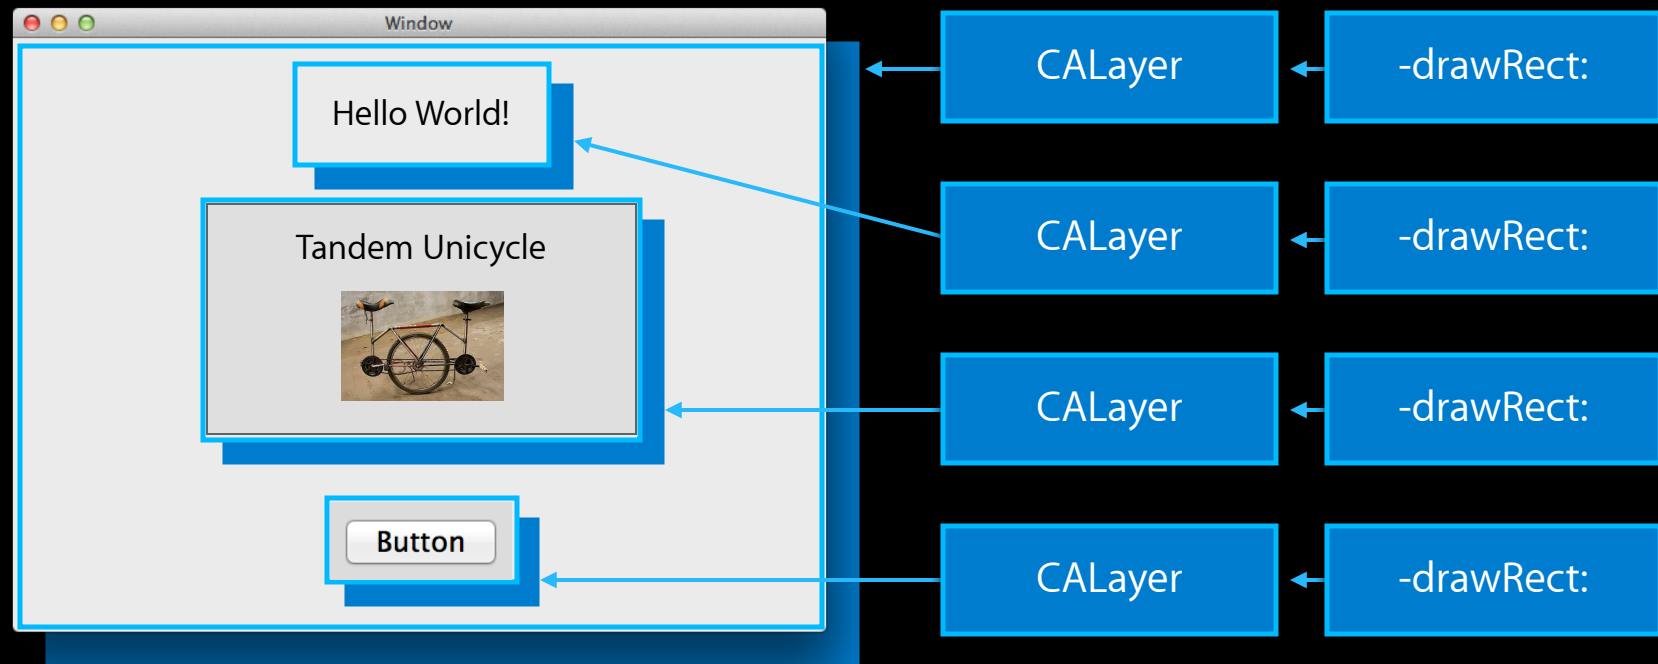 Window
CALayer
-drawRect:
Hello World!
CALayer
-drawRect:
Tandem Unicycle
CALayer
-drawRect:
Button
CALayer
-drawRect: